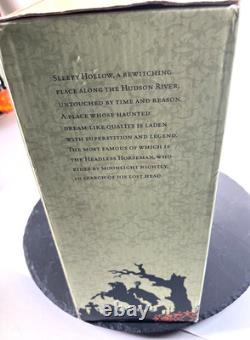 Sleepy Hollow, a bewitching
place along the Hudson River,
untouched by time and reason.
A place whose haunted
dream-like qualites is laden
with superstition and legend.
The most famous of which is
the Headless Horseman, who
rides by moonlight nightly,
in search of his lost head.